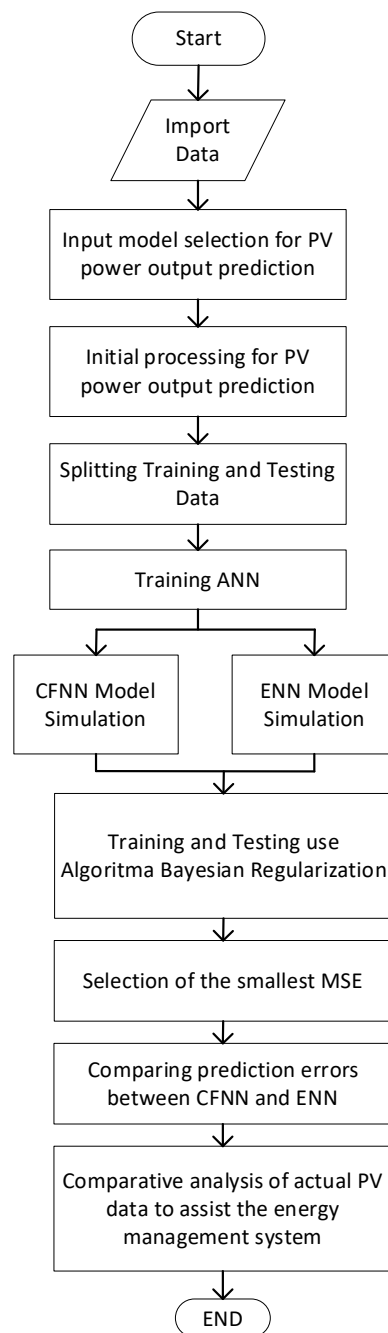 Start
Import
Data
Input model selection for PV
power output prediction
Initial processing for PV
power output prediction
Splitting Training and Testing
Data
Training ANN
CFNN Model
Simulation
ENN Model
Simulation
Training and Testing use
Algoritma Bayesian Regularization
Selection of the smallest MSE
Comparing prediction errors
between CFNN and ENN
Comparative analysis of actual PV
data to assist the energy
management system
END